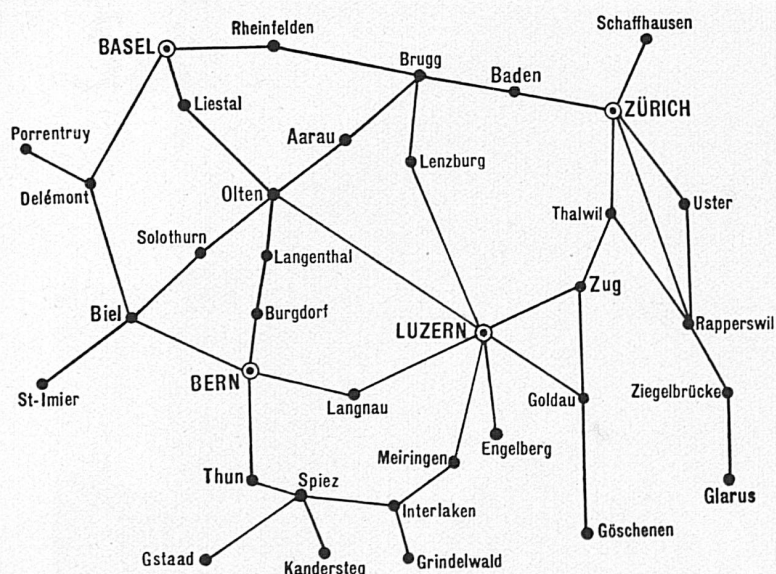 Schaffhausen
Rheinfelden
BASEL
Brugg
Baden
ZÜRICH
Liestal
Porrentruy
Aarau
Lenzburg
Delémont
Olten
Uster
Thalwil
Solothurn
Langenthal
Zug
Biel
Burgdorf
Rapperswil
LUZERN
BERN
St-Imier
Langnau
Goldau
Ziegelbrücke
Engelberg
Meiringen
Thun
Spiez
Glarus
Interlaken
Göschenen
Gstaad
Kandersteg
Grindelwald